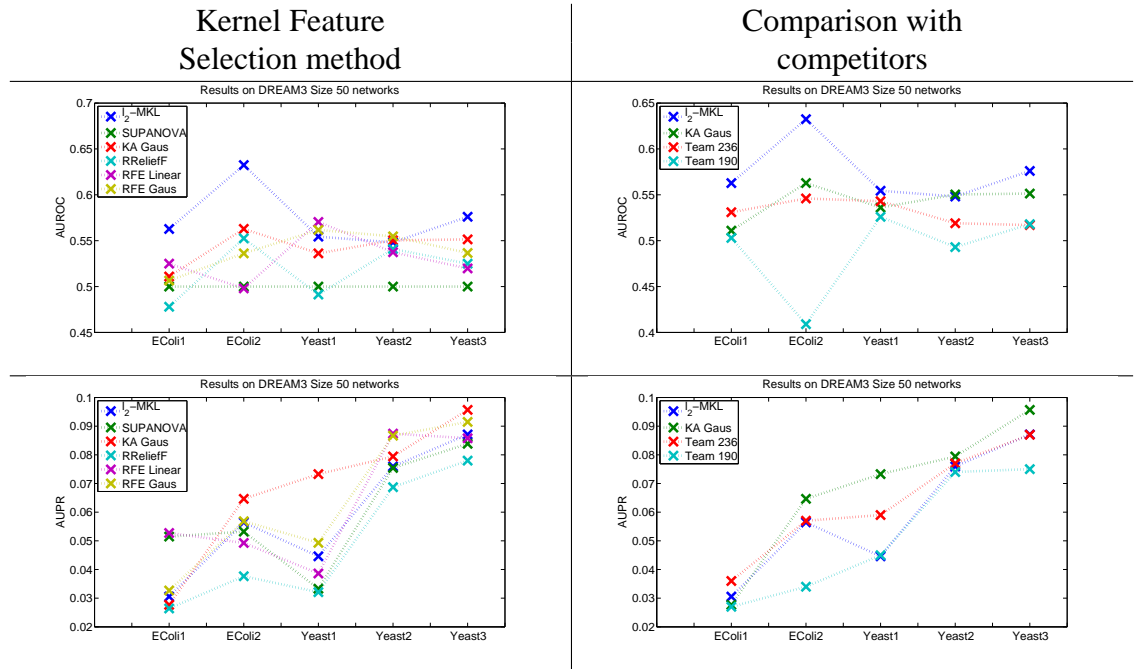 Kernel Feature
Selection method
Comparison with
competitors
Results on DREAM3 Size 50 networks
0.7
0.65
0.6
0.55
0.5
0.45
AUROC
l2−MKL
SUPANOVA
KA Gaus
RReliefF
RFE Linear
RFE Gaus
EColi1 EColi2 Yeast1 Yeast2 Yeast3
Results on DREAM3 Size 50 networks
0.65
0.6
0.55
0.5
0.45
0.4
AUROC
l2−MKL
KA Gaus
Team 236
Team 190
EColi1 EColi2 Yeast1 Yeast2 Yeast3
Results on DREAM3 Size 50 networks
0.1
0.09
0.08
0.07
0.06
0.05
0.04
0.03
0.02
AUPR
l2−MKL
SUPANOVA
KA Gaus
RReliefF
RFE Linear
RFE Gaus
EColi1 EColi2 Yeast1 Yeast2 Yeast3
Results on DREAM3 Size 50 networks
0.1
0.09
0.08
0.07
0.06
0.05
0.04
0.03
0.02
AUPR
l2−MKL
KA Gaus
Team 236
Team 190
EColi1 EColi2 Yeast1 Yeast2 Yeast3